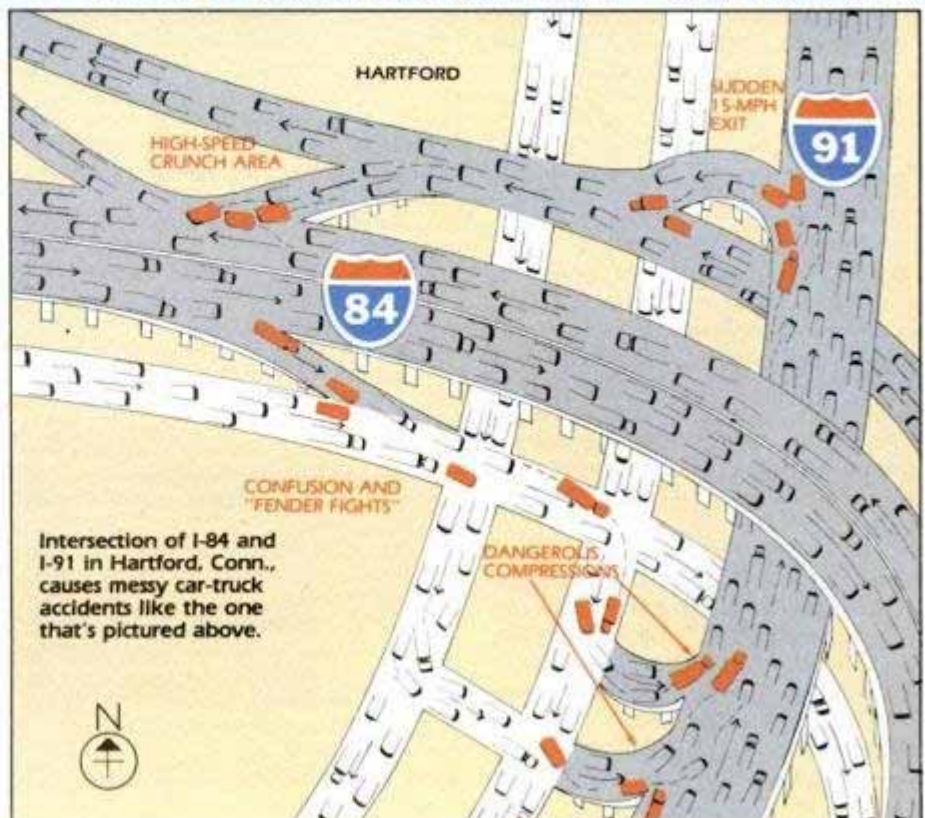 HARTFORD
SUDDEN
15-MPH
EXIT
91
HIGH-SPEED
CRUNCH AREA
84
CONFUSION AND
"FENDER FIGHTS"
Intersection of I-84 and
I-91 in Hartford, Conn.,
causes messy car-truck
accidents like the one
that's pictured above.
DANGEROUS
COMPRESSIONS
N